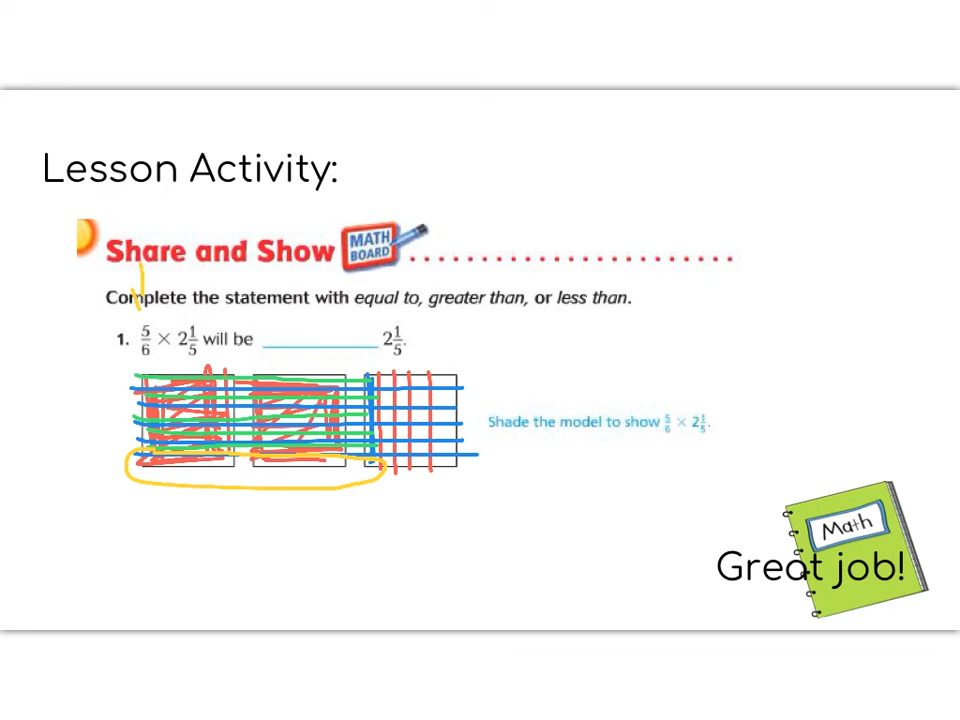 Lesson Activity:
Share and Show MATH BOARD
Complete the statement with equal to, greater than, or less than.
1. 5/6 × 2 1/5 will be __________ 2 1/5.
Shade the model to show 5/6 × 2 1/5.
Math
Great job!